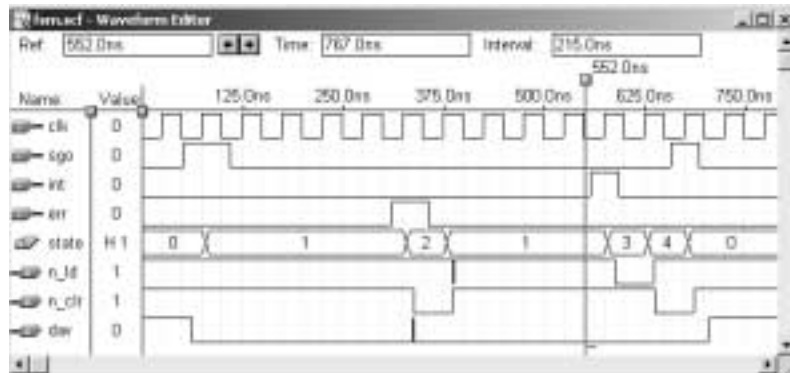 fsm.scf - Waveform Editor
Ref: 552.0ns Time: 767.0ns Interval: 215.0ns
552.0ns
Name: Value: 125.0ns 250.0ns 375.0ns 500.0ns 625.0ns 750.0ns
clk 0
sgo 0
int 0
err 0
state H 1 0 1 2 1 3 4 0
n_ld 1
n_clr 1
dav 0